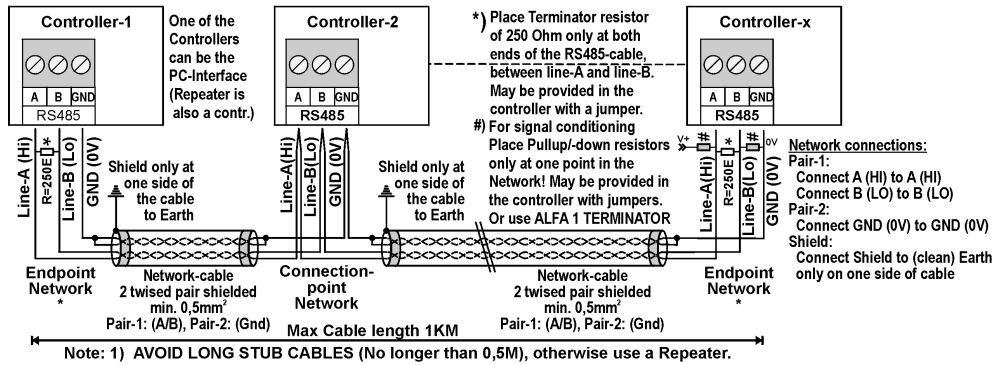 Controller-1
A B GND
RS485
Line-A (Hi)
R=250E *
Line-B (Lo)
GND (0V)
One of the
Controllers
can be the
PC-Interface
(Repeater is
also a contr.)
Controller-2
A B GND
RS485
Line-A(Hi)
Line-B(Lo)
GND (0V)
*) Place Terminator resistor
of 250 Ohm only at both
ends of the RS485-cable,
between line-A and line-B.
May be provided in the
controller with a jumper.
#) For signal conditioning
Place Pullup/-down resistors
only at one point in the
Network! May be provided in
the controller with jumpers.
Or use ALFA 1 TERMINATOR
Controller-x
A B GND
RS485
V+ # * # 0V
Line-A(Hi)
R=250E
Line-B(Lo)
GND (0V)
Network connections:
Pair-1:
Connect A (HI) to A (HI)
Connect B (LO) to B (LO)
Pair-2:
Connect GND (0V) to GND (0V)
Shield:
Connect Shield to (clean) Earth
only on one side of cable
Shield only at
one side of
the cable
to Earth
Shield only at
one side of
the cable
to Earth
Endpoint
Network
*
Network-cable
2 twised pair shielded
min. 0,5mm²
Pair-1: (A/B), Pair-2: (Gnd)
Connection-
point
Network
Network-cable
2 twised pair shielded
min. 0,5mm²
Pair-1: (A/B), Pair-2: (Gnd)
Endpoint
Network
*
Max Cable length 1KM
Note: 1) AVOID LONG STUB CABLES (No longer than 0,5M), otherwise use a Repeater.